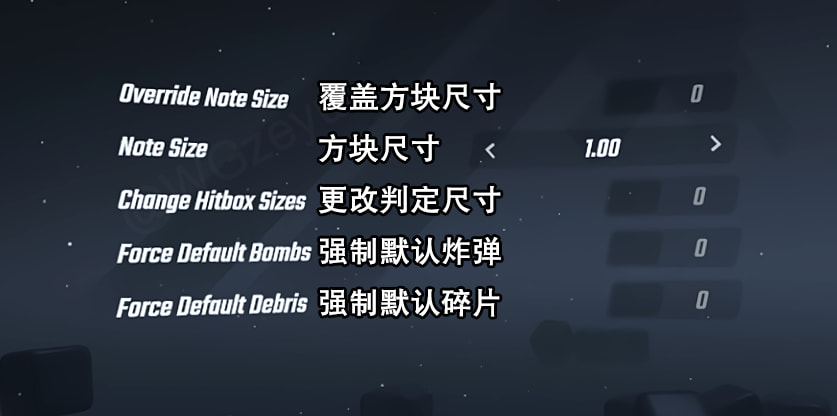 Override Note Size 覆盖方块尺寸 0
Note Size 方块尺寸 < 1.00 >
Change Hitbox Sizes 更改判定尺寸 0
Force Default Bombs 强制默认炸弹 0
Force Default Debris 强制默认碎片 0